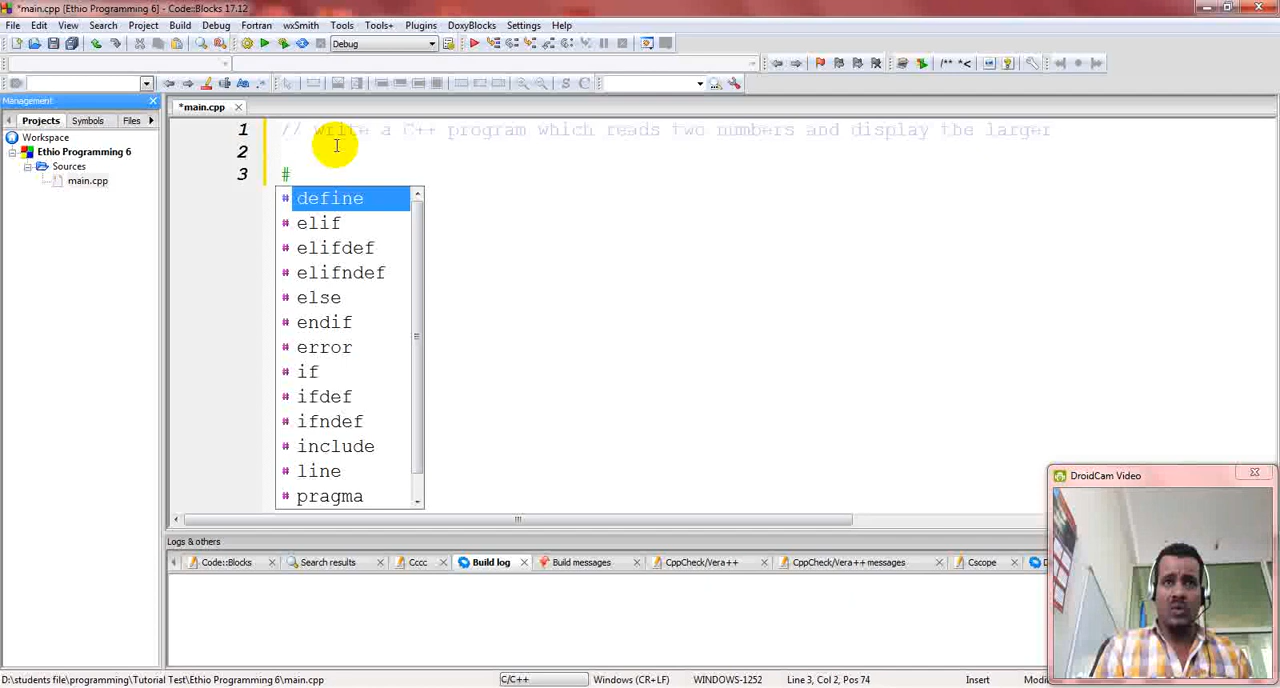 *main.cpp [Ethio Programming 6] - Code::Blocks 17.12
File Edit View Search Project Build Debug Fortran wxSmith Tools Tools+ Plugins DoxyBlocks Settings Help
Debug
/** *<
S C
Management
Projects Symbols Files
*main.cpp
Workspace
Ethio Programming 6
Sources
main.cpp
1 // write a C++ program which reads two numbers and display the larger
2
3 #
# define
# elif
# elifdef
# elifndef
# else
# endif
# error
# if
# ifdef
# ifndef
# include
# line
# pragma
DroidCam Video
Logs & others
Code::Blocks Search results Cccc Build log Build messages CppCheck/Vera++ CppCheck/Vera++ messages Cscope
D:\students file\programming\Tutorial Test\Ethio Programming 6\main.cpp C/C++ Windows (CR+LF) WINDOWS-1252 Line 3, Col 2, Pos 74 Insert